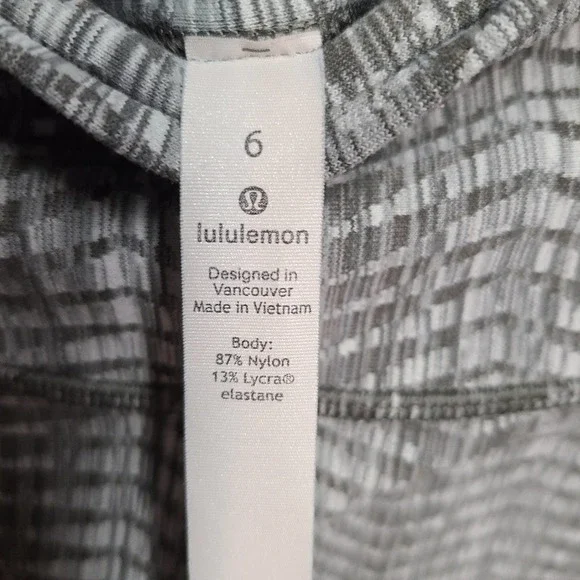 6
lululemon
Designed in
Vancouver
Made in Vietnam
Body:
87% Nylon
13% Lycra®
elastane